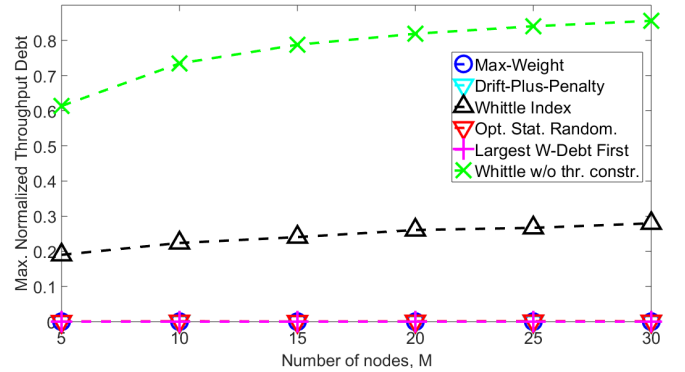 Max. Normalized Throughput Debt
0.8
0.7
0.6
0.5
0.4
0.3
0.2
0.1
0
5
10
15
20
25
30
Number of nodes, M
Max-Weight
Drift-Plus-Penalty
Whittle Index
Opt. Stat. Random.
Largest W-Debt First
Whittle w/o thr. constr.